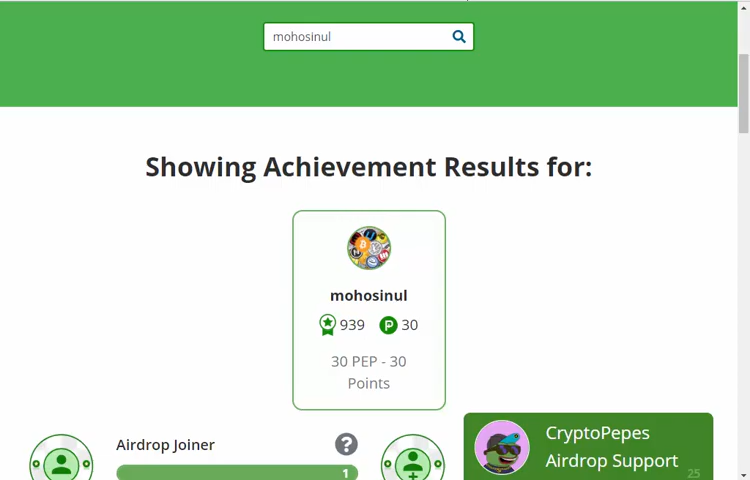 mohosinul
Showing Achievement Results for:
mohosinul
939 P 30
30 PEP - 30
Points
Airdrop Joiner ?
1
CryptoPepes
Airdrop Support
25